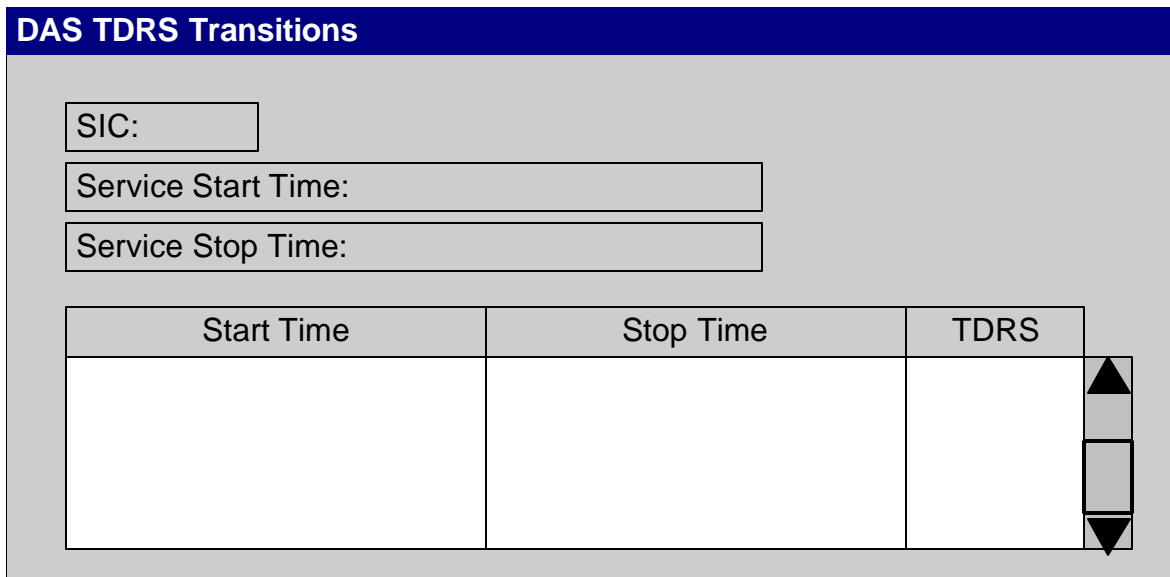 DAS TDRS Transitions
SIC:
Service Start Time:
Service Stop Time:
Start Time Stop Time TDRS